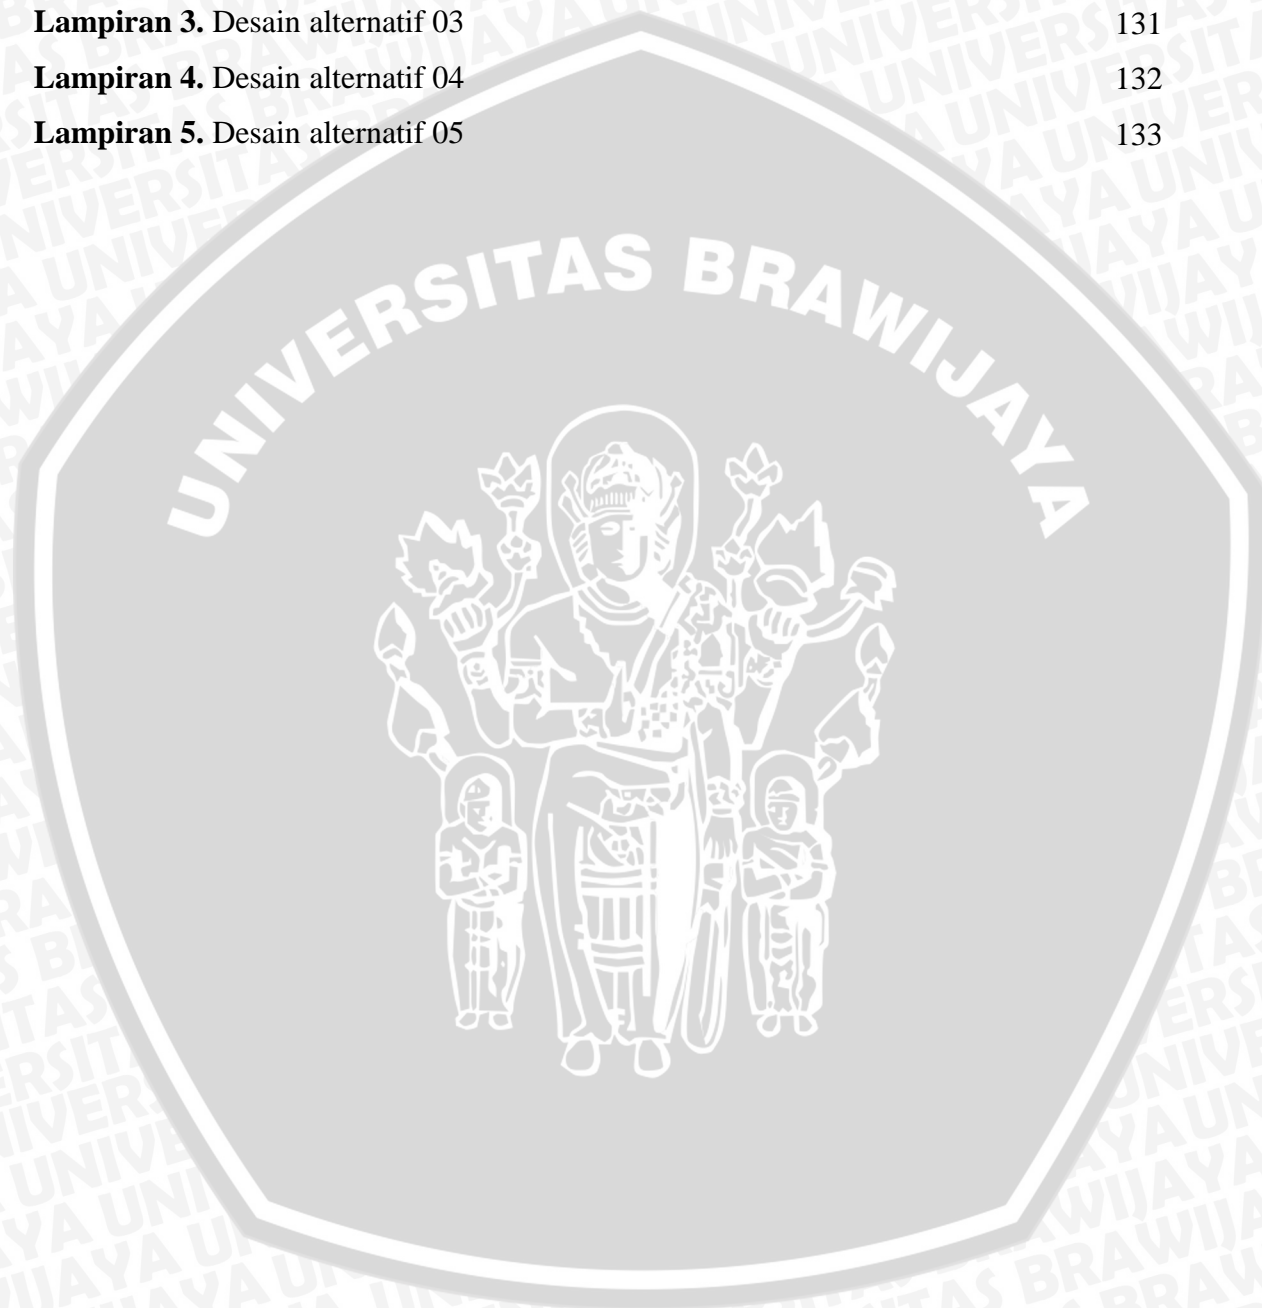 Lampiran 3. Desain alternatif 03 131
Lampiran 4. Desain alternatif 04 132
Lampiran 5. Desain alternatif 05 133
UNIVERSITAS BRAWIJAYA